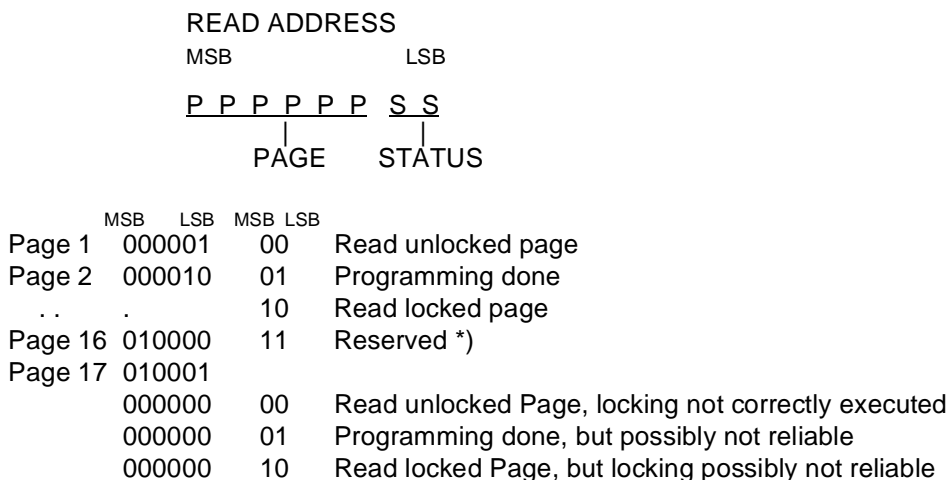 READ ADDRESS
MSB LSB
P P P P P P S S
| |
PAGE STATUS
MSB LSB MSB LSB
Page 1 000001 00 Read unlocked page
Page 2 000010 01 Programming done
. . . 10 Read locked page
Page 16 010000 11 Reserved *)
Page 17 010001
000000 00 Read unlocked Page, locking not correctly executed
000000 01 Programming done, but possibly not reliable
000000 10 Read locked Page, but locking possibly not reliable